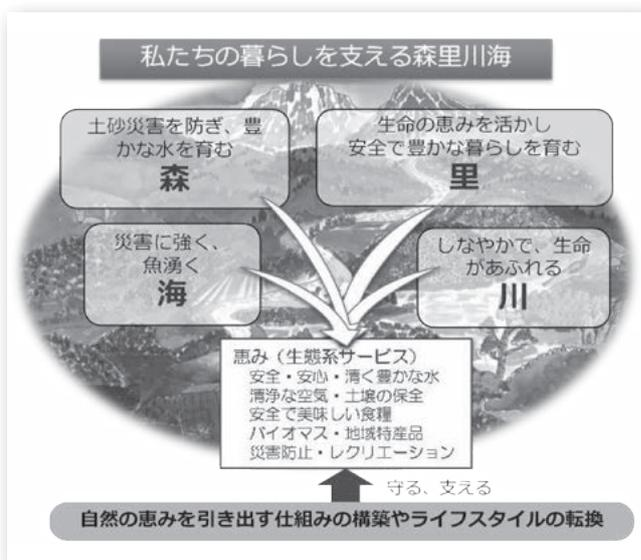 私たちの暮らしを支える森里川海
土砂災害を防ぎ、豊
かな水を育む
森
生命の恵みを活かし
安全で豊かな暮らしを育む
里
災害に強く、
魚湧く
海
しなやかで、生命
があふれる
川
恵み（生態系サービス）
安全・安心・清く豊かな水
清浄な空気・土壌の保全
安全で美味しい食糧
バイオマス・地域特産品
災害防止・レクリエーション
守る、支える
自然の恵みを引き出す仕組みの構築やライフスタイルの転換